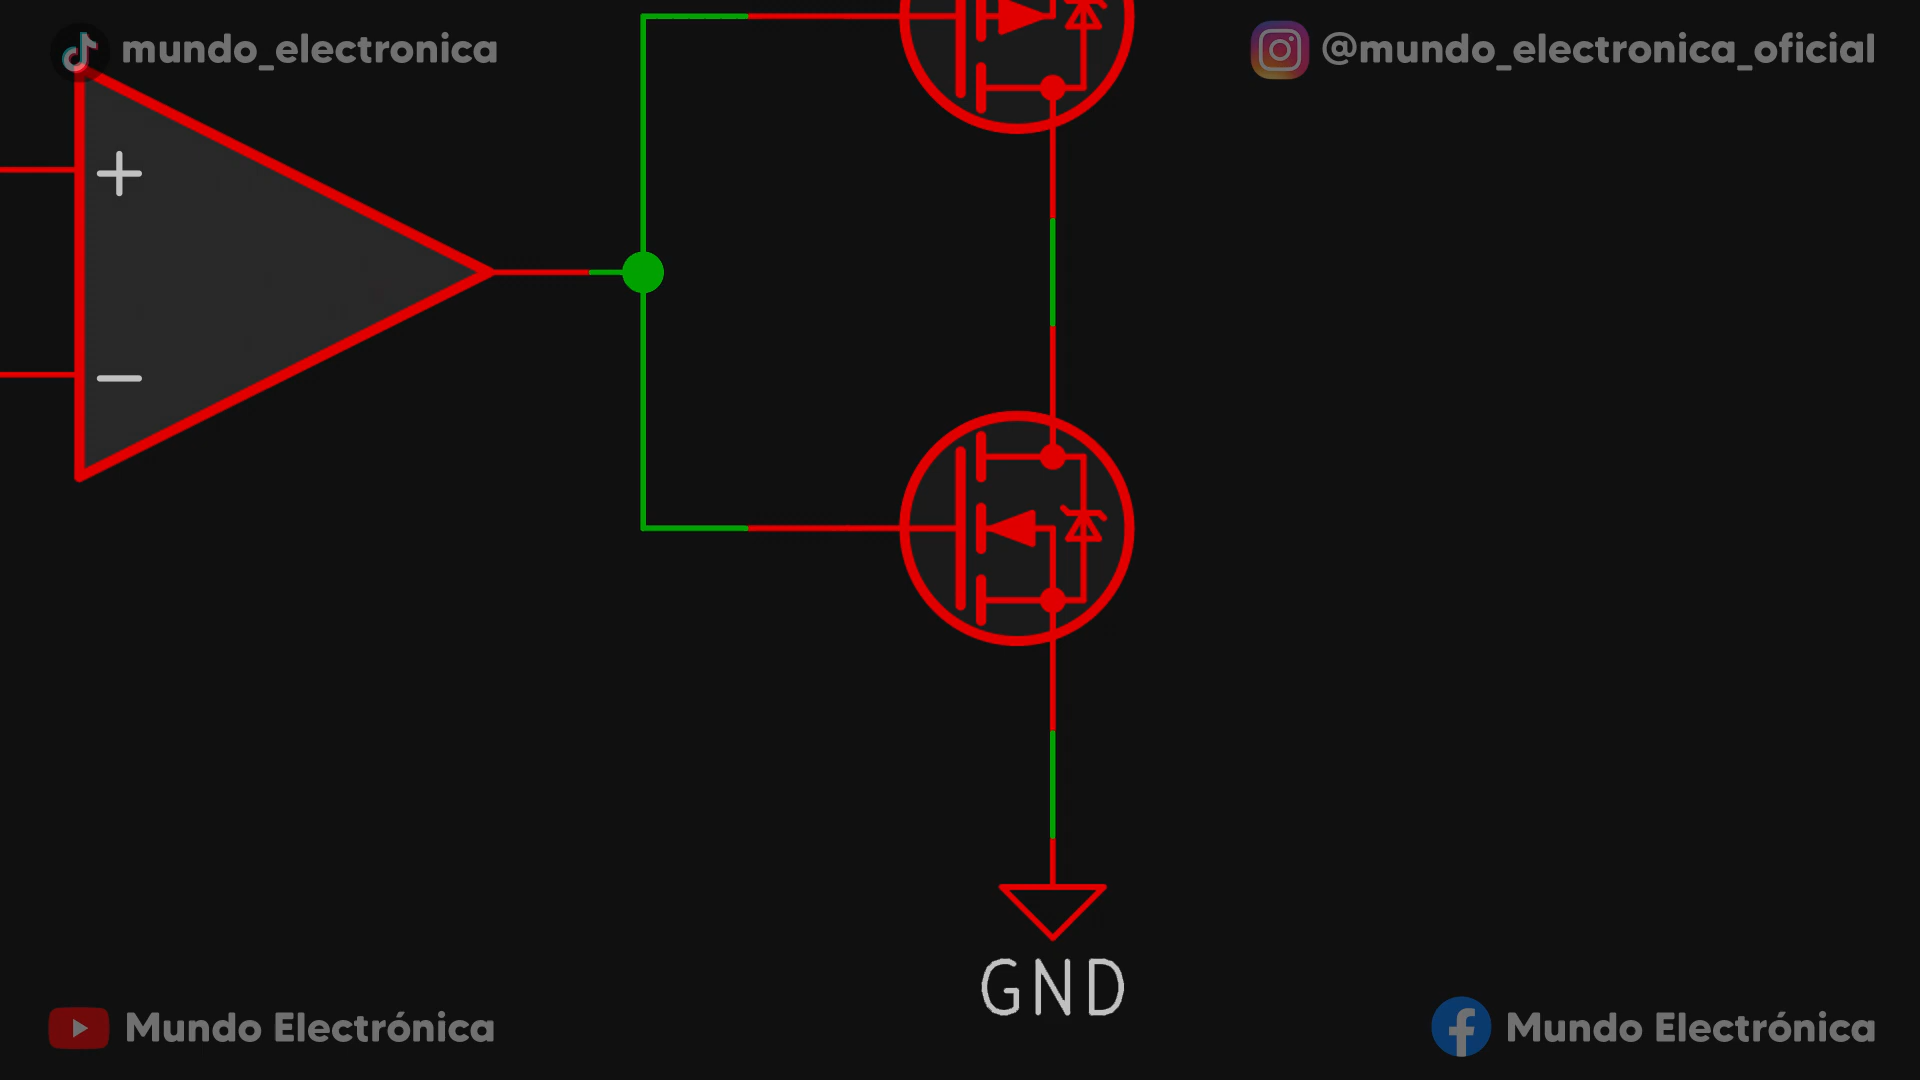 mundo_electronica
@mundo_electronica_oficial
+
−
GND
Mundo Electrónica
Mundo Electrónica